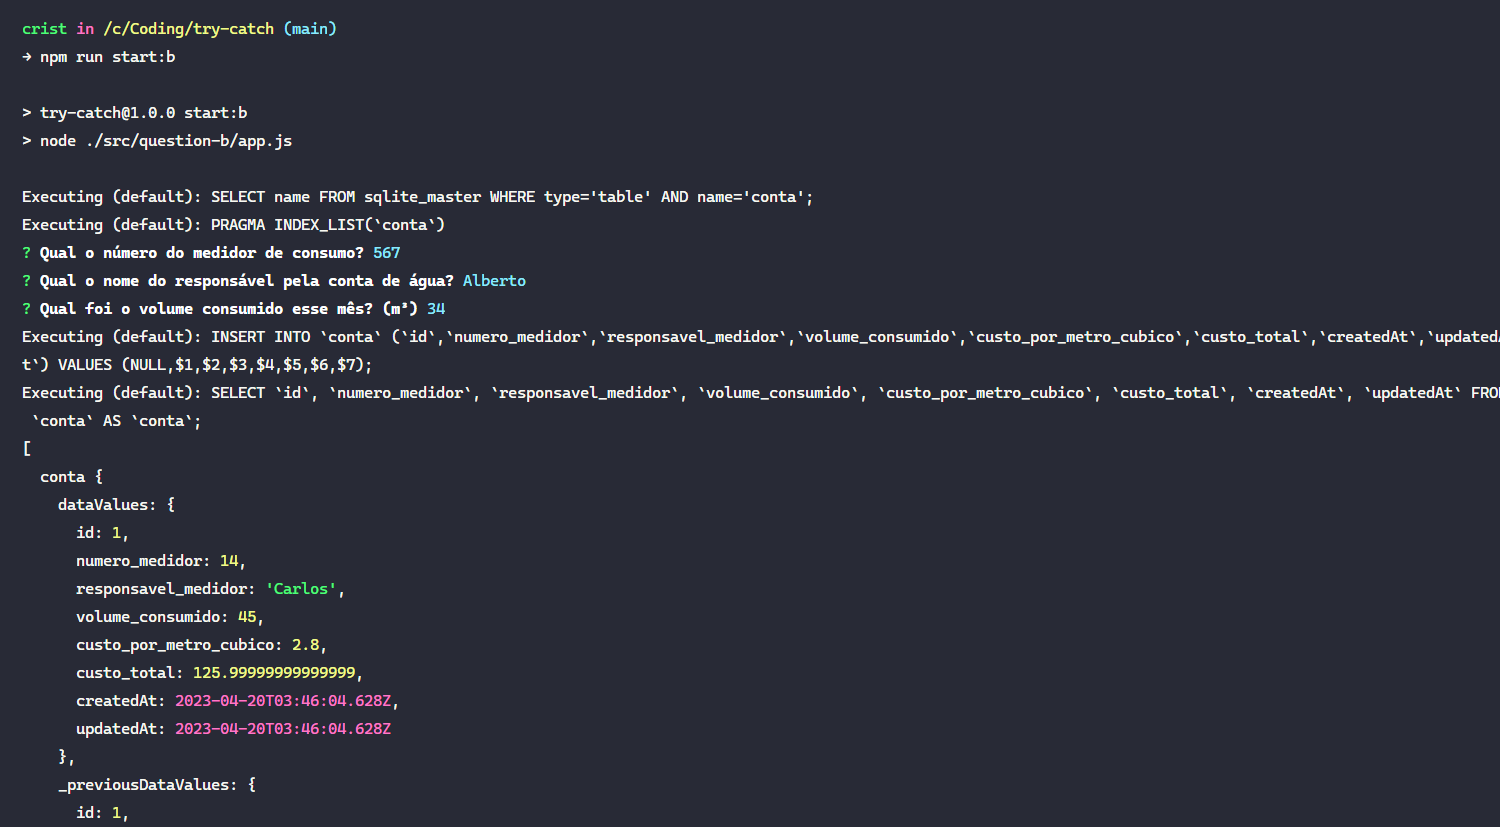 crist in /c/Coding/try-catch (main)
→ npm run start:b
> try-catch@1.0.0 start:b
> node ./src/question-b/app.js
Executing (default): SELECT name FROM sqlite_master WHERE type='table' AND name='conta';
Executing (default): PRAGMA INDEX_LIST(`conta`)
? Qual o número do medidor de consumo? 567
? Qual o nome do responsável pela conta de água? Alberto
? Qual foi o volume consumido esse mês? (m³) 34
Executing (default): INSERT INTO `conta` (`id`,`numero_medidor`,`responsavel_medidor`,`volume_consumido`,`custo_por_metro_cubico`,`custo_total`,`createdAt`,`updatedA
t`) VALUES (NULL,$1,$2,$3,$4,$5,$6,$7);
Executing (default): SELECT `id`, `numero_medidor`, `responsavel_medidor`, `volume_consumido`, `custo_por_metro_cubico`, `custo_total`, `createdAt`, `updatedAt` FROM
`conta` AS `conta`;
[
conta {
dataValues: {
id: 1,
numero_medidor: 14,
responsavel_medidor: 'Carlos',
volume_consumido: 45,
custo_por_metro_cubico: 2.8,
custo_total: 125.99999999999999,
createdAt: 2023-04-20T03:46:04.628Z,
updatedAt: 2023-04-20T03:46:04.628Z
},
_previousDataValues: {
id: 1,